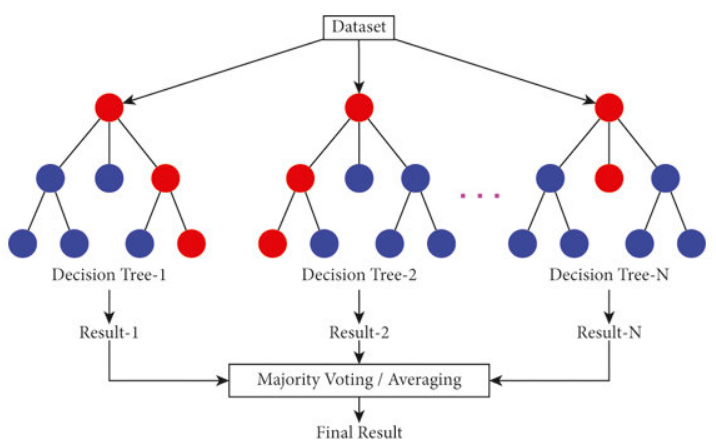 Dataset
Decision Tree-1
Decision Tree-2
Decision Tree-N
Result-1
Result-2
Result-N
Majority Voting / Averaging
Final Result